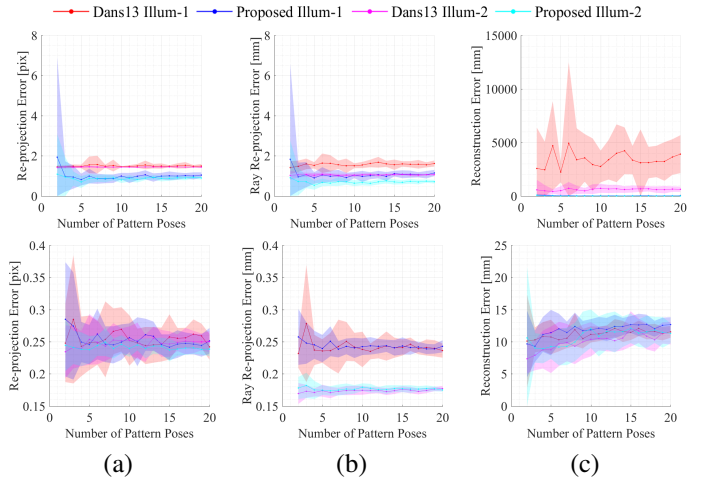 Dans13 Illum-1 Proposed Illum-1 Dans13 Illum-2 Proposed Illum-2
Re-projection Error [pix]
8
6
4
2
0
0 5 10 15 20
Number of Pattern Poses
Ray Re-projection Error [mm]
8
6
4
2
0
0 5 10 15 20
Number of Pattern Poses
Reconstruction Error [mm]
15000
10000
5000
0
0 5 10 15 20
Number of Pattern Poses
Re-projection Error [pix]
0.4
0.35
0.3
0.25
0.2
0.15
0 5 10 15 20
Number of Pattern Poses
Ray Re-projection Error [mm]
0.4
0.35
0.3
0.25
0.2
0.15
0 5 10 15 20
Number of Pattern Poses
Reconstruction Error [mm]
25
20
15
10
5
0
0 5 10 15 20
Number of Pattern Poses
(a) (b) (c)